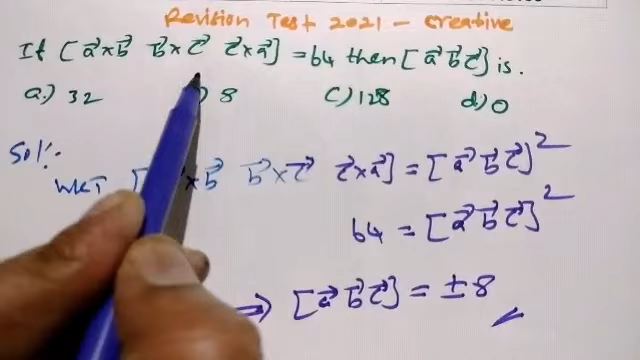 Revision Test 2021 - Creative
If [a⃗×b⃗ b⃗×c⃗ c⃗×a⃗] = 64 then [a⃗ b⃗ c⃗] is.
a.) 32 ) 8 c) 128 d) 0
Sol:-
WKT [ ×b⃗ b⃗×c⃗ c⃗×a⃗] = [a⃗ b⃗ c⃗]²
64 = [a⃗ b⃗ c⃗]²
⇒ [a⃗ b⃗ c⃗] = ±8